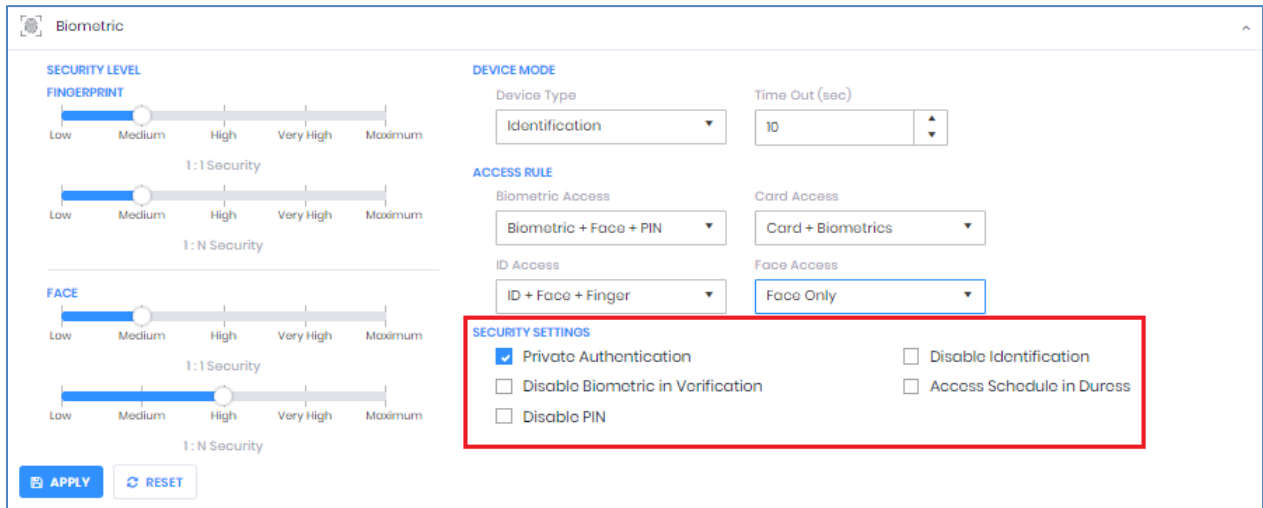 Biometric
SECURITY LEVEL
FINGERPRINT
Low Medium High Very High Maximum
1 : 1 Security
Low Medium High Very High Maximum
1 : N Security
FACE
Low Medium High Very High Maximum
1 : 1 Security
Low Medium High Very High Maximum
1 : N Security
APPLY RESET
DEVICE MODE
Device Type Time Out (sec)
Identification 10
ACCESS RULE
Biometric Access Card Access
Biometric + Face + PIN Card + Biometrics
ID Access Face Access
ID + Face + Finger Face Only
SECURITY SETTINGS
Private Authentication Disable Identification
Disable Biometric in Verification Access Schedule in Duress
Disable PIN